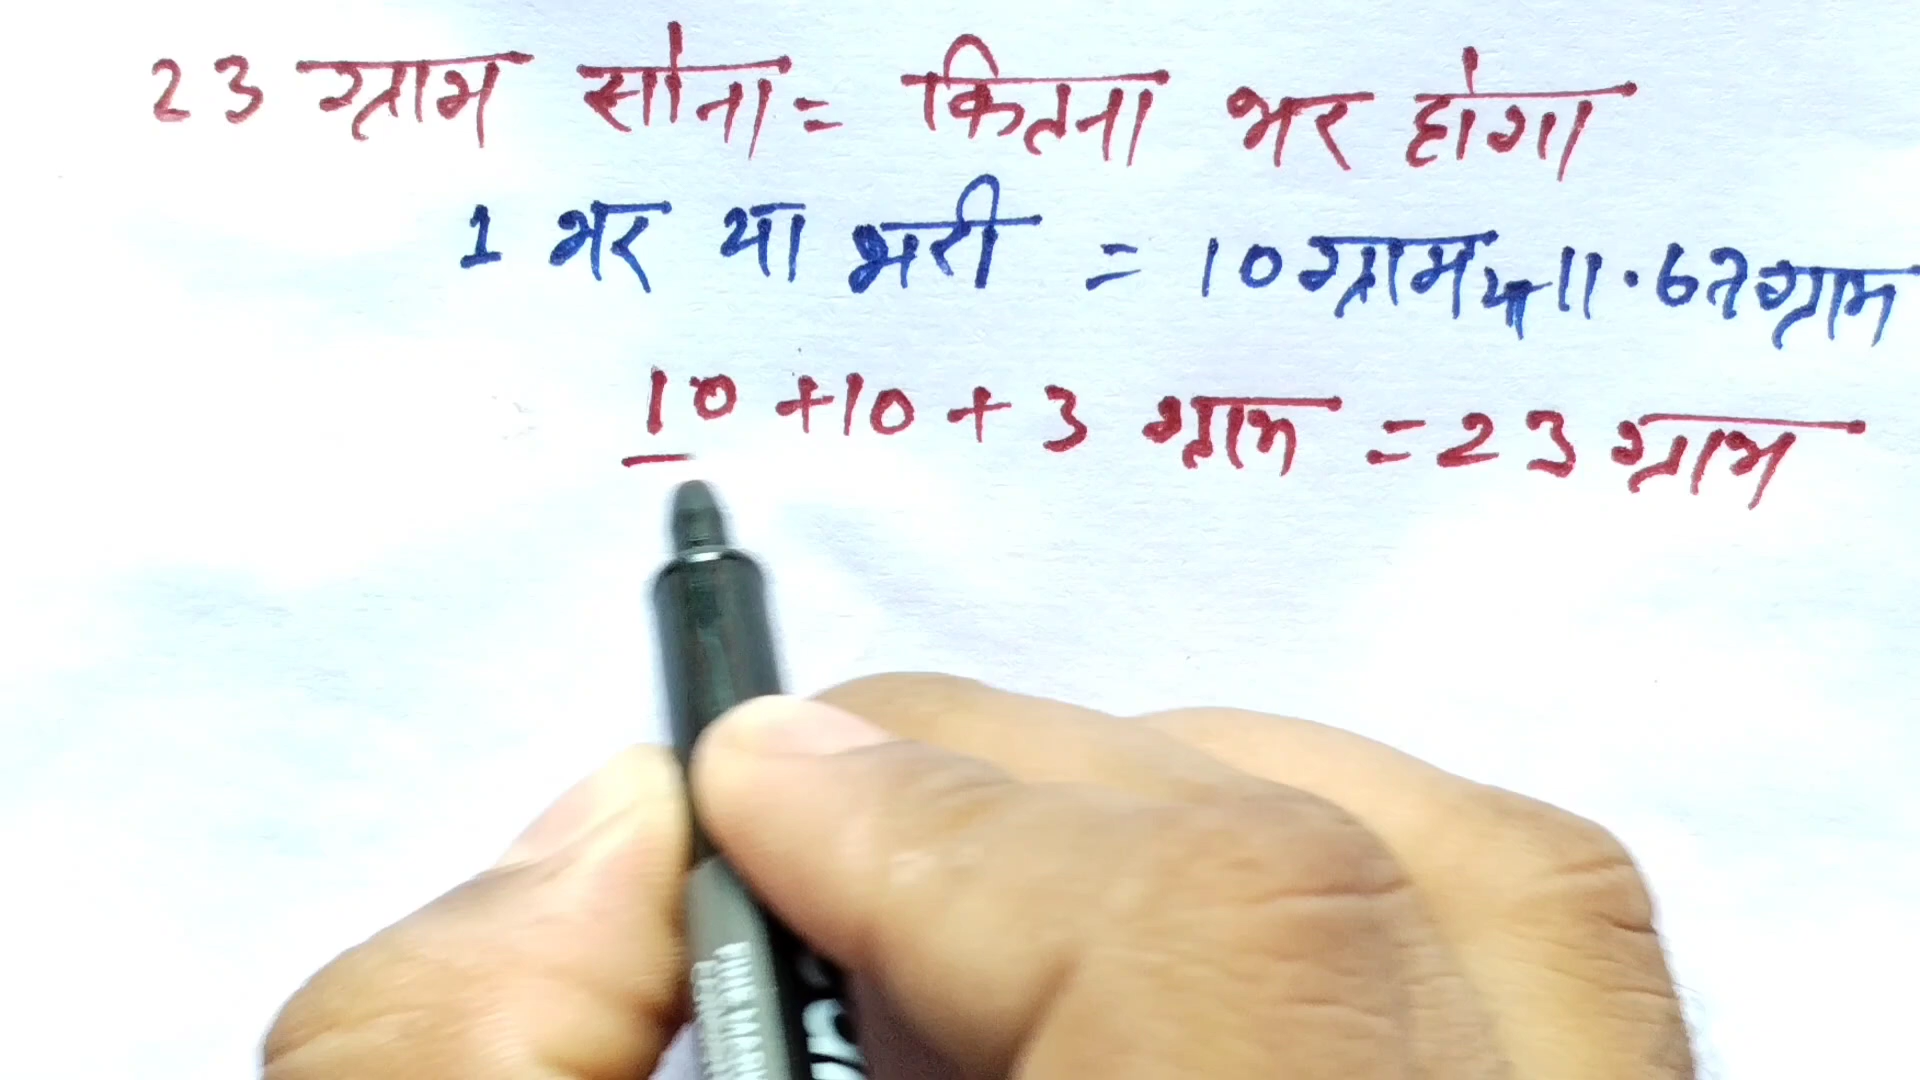 23 ग्राम सोना= कितना भर होगा
1 भर या भरी = 10 ग्राम या 11.67 ग्राम
10 +10 + 3 ग्राम = 23 ग्राम